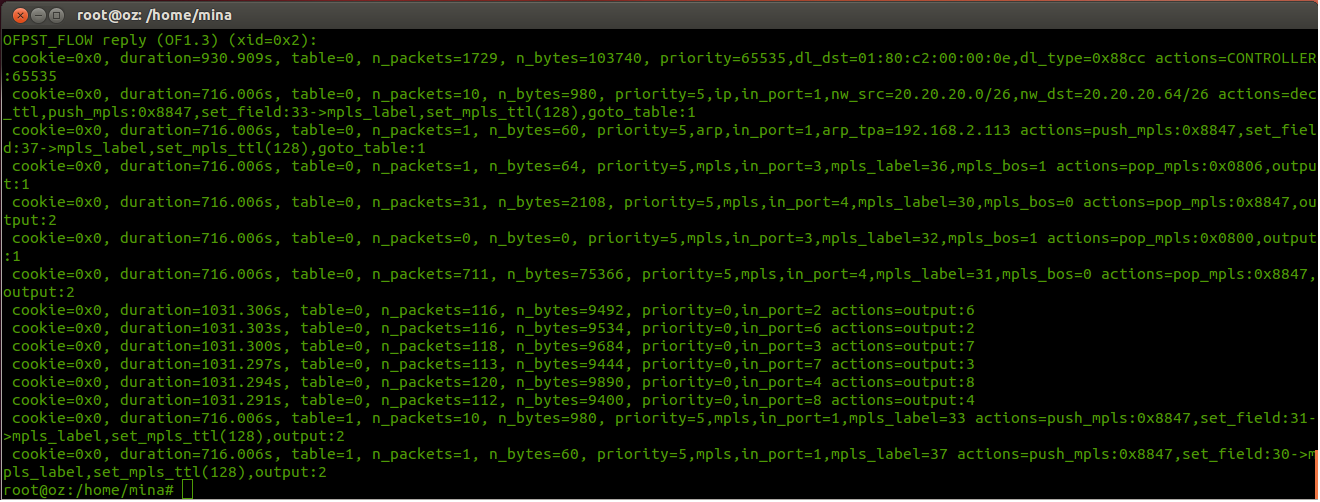 root@oz: /home/mina
OFPST_FLOW reply (OF1.3) (xid=0x2):
 cookie=0x0, duration=930.909s, table=0, n_packets=1729, n_bytes=103740, priority=65535,dl_dst=01:80:c2:00:00:0e,dl_type=0x88cc actions=CONTROLLER
:65535
 cookie=0x0, duration=716.006s, table=0, n_packets=10, n_bytes=980, priority=5,ip,in_port=1,nw_src=20.20.20.0/26,nw_dst=20.20.20.64/26 actions=dec
_ttl,push_mpls:0x8847,set_field:33->mpls_label,set_mpls_ttl(128),goto_table:1
 cookie=0x0, duration=716.006s, table=0, n_packets=1, n_bytes=60, priority=5,arp,in_port=1,arp_tpa=192.168.2.113 actions=push_mpls:0x8847,set_fiel
d:37->mpls_label,set_mpls_ttl(128),goto_table:1
 cookie=0x0, duration=716.006s, table=0, n_packets=1, n_bytes=64, priority=5,mpls,in_port=3,mpls_label=36,mpls_bos=1 actions=pop_mpls:0x0806,outpu
t:1
 cookie=0x0, duration=716.006s, table=0, n_packets=31, n_bytes=2108, priority=5,mpls,in_port=4,mpls_label=30,mpls_bos=0 actions=pop_mpls:0x8847,ou
tput:2
 cookie=0x0, duration=716.006s, table=0, n_packets=0, n_bytes=0, priority=5,mpls,in_port=3,mpls_label=32,mpls_bos=1 actions=pop_mpls:0x0800,output
:1
 cookie=0x0, duration=716.006s, table=0, n_packets=711, n_bytes=75366, priority=5,mpls,in_port=4,mpls_label=31,mpls_bos=0 actions=pop_mpls:0x8847,
output:2
 cookie=0x0, duration=1031.306s, table=0, n_packets=116, n_bytes=9492, priority=0,in_port=2 actions=output:6
 cookie=0x0, duration=1031.303s, table=0, n_packets=116, n_bytes=9534, priority=0,in_port=6 actions=output:2
 cookie=0x0, duration=1031.300s, table=0, n_packets=118, n_bytes=9684, priority=0,in_port=3 actions=output:7
 cookie=0x0, duration=1031.297s, table=0, n_packets=113, n_bytes=9444, priority=0,in_port=7 actions=output:3
 cookie=0x0, duration=1031.294s, table=0, n_packets=120, n_bytes=9890, priority=0,in_port=4 actions=output:8
 cookie=0x0, duration=1031.291s, table=0, n_packets=112, n_bytes=9400, priority=0,in_port=8 actions=output:4
 cookie=0x0, duration=716.006s, table=1, n_packets=10, n_bytes=980, priority=5,mpls,in_port=1,mpls_label=33 actions=push_mpls:0x8847,set_field:31-
>mpls_label,set_mpls_ttl(128),output:2
 cookie=0x0, duration=716.006s, table=1, n_packets=1, n_bytes=60, priority=5,mpls,in_port=1,mpls_label=37 actions=push_mpls:0x8847,set_field:30->m
pls_label,set_mpls_ttl(128),output:2
root@oz:/home/mina#